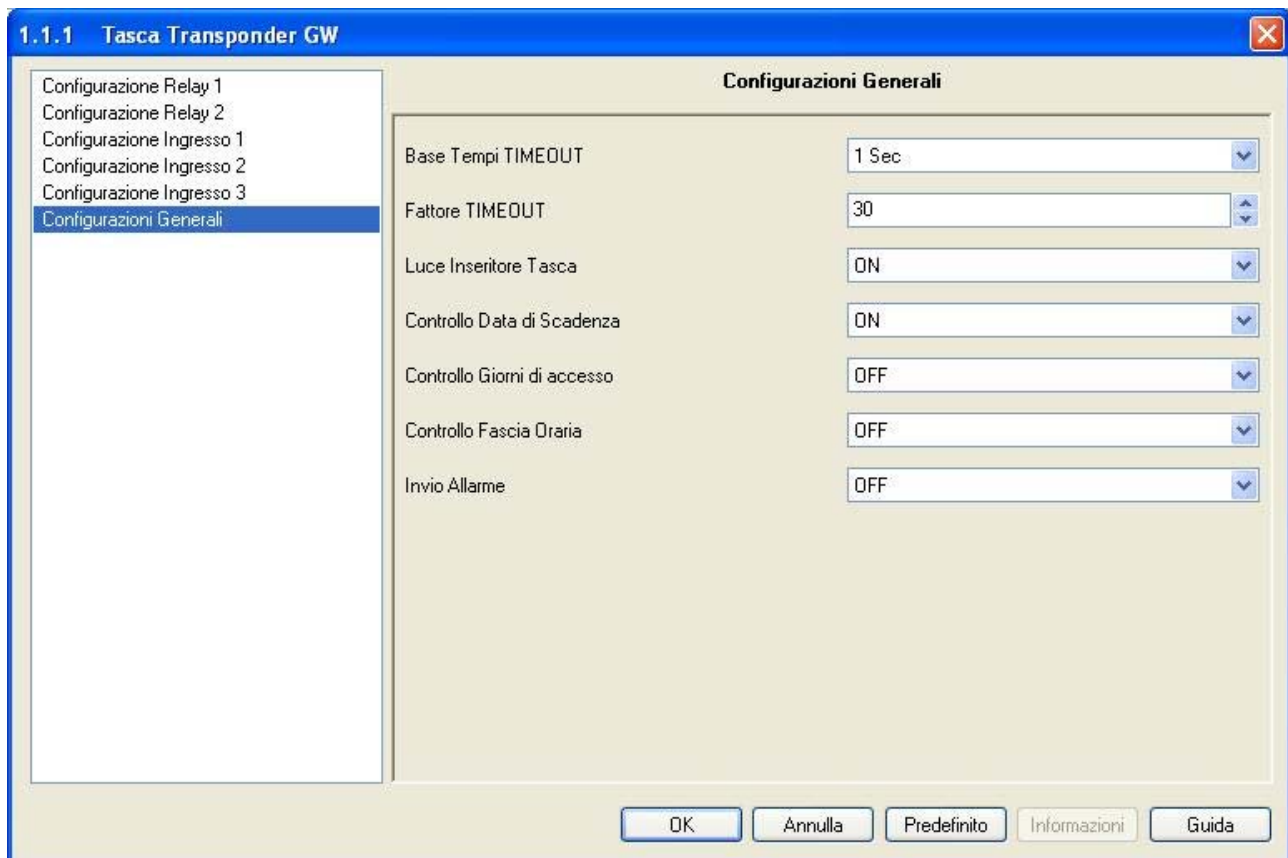 1.1.1 Tasca Transponder GW
Configurazione Relay 1
Configurazione Relay 2
Configurazione Ingresso 1
Configurazione Ingresso 2
Configurazione Ingresso 3
Configurazioni Generali
Configurazioni Generali
Base Tempi TIMEOUT 1 Sec
Fattore TIMEOUT 30
Luce Inseritore Tasca ON
Controllo Data di Scadenza ON
Controllo Giorni di accesso OFF
Controllo Fascia Oraria OFF
Invio Allarme OFF
OK Annulla Predefinito Informazioni Guida